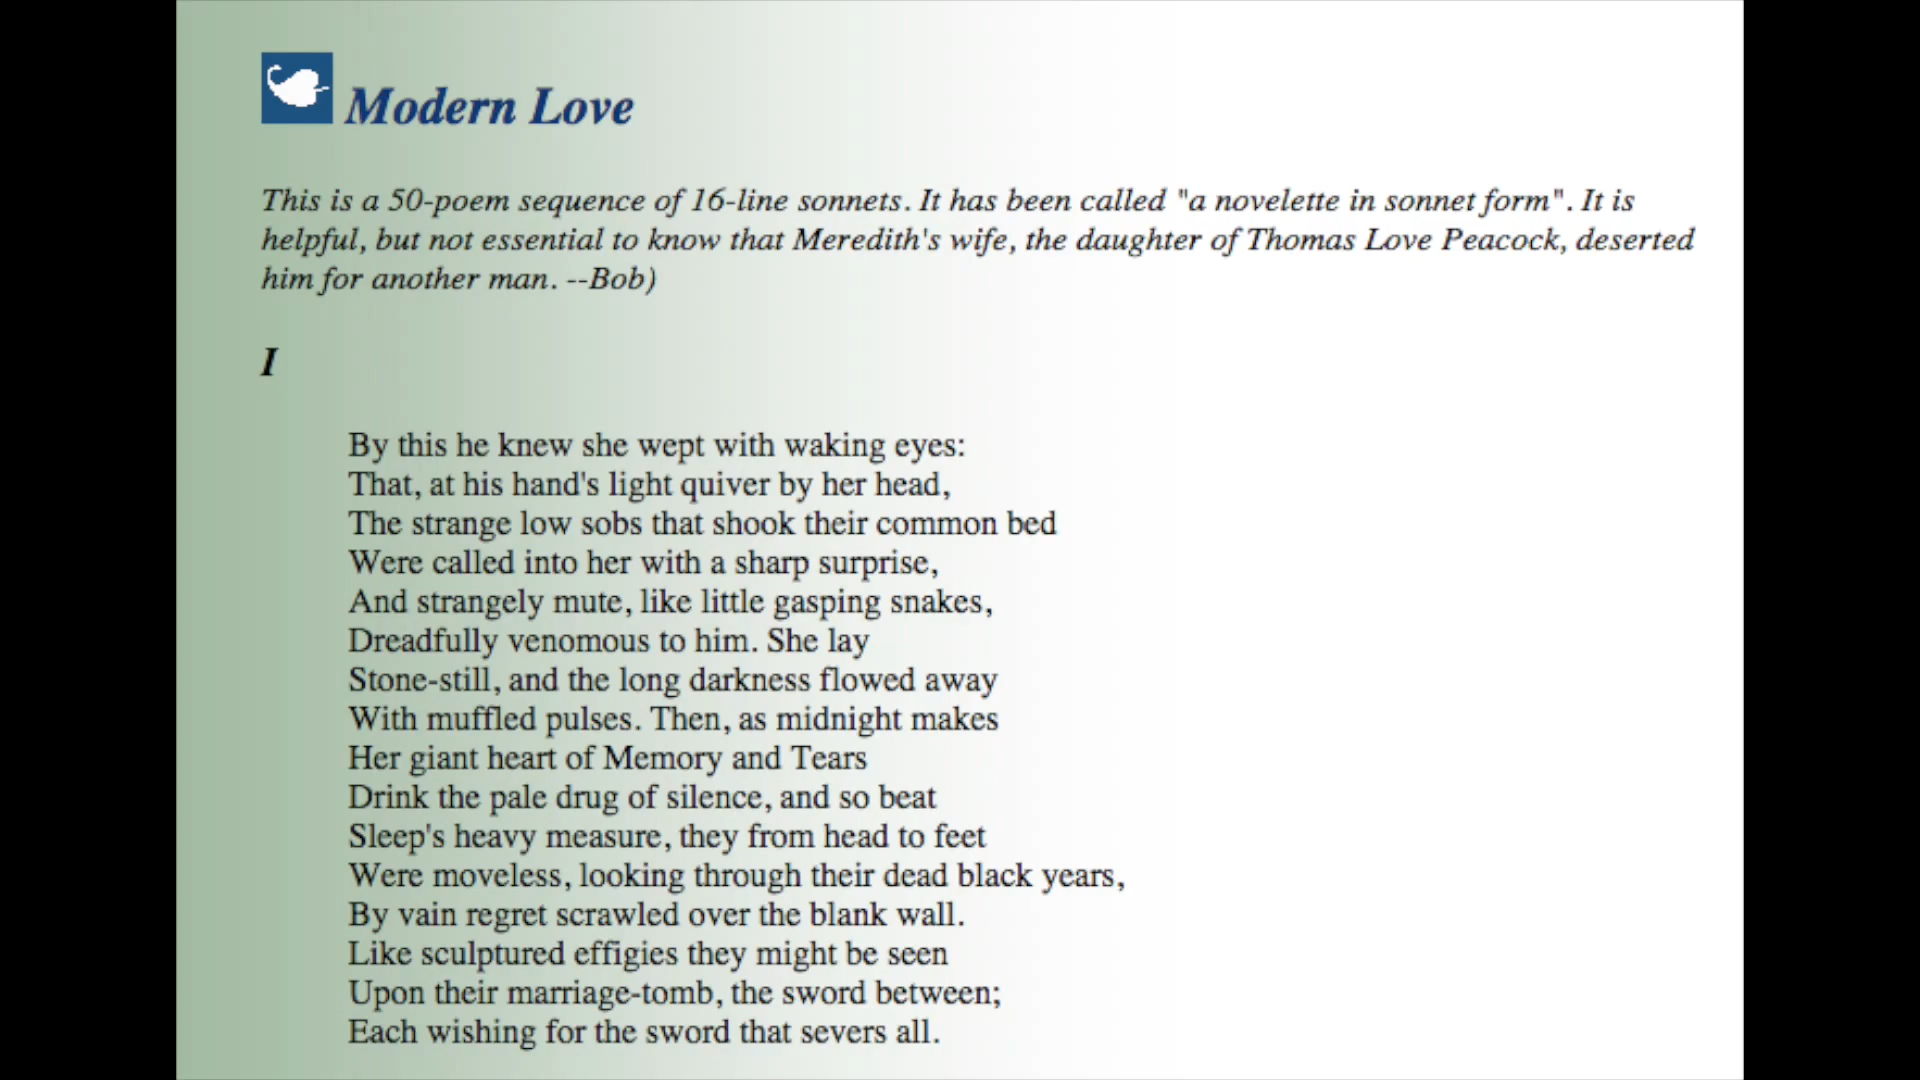 Modern Love
This is a 50-poem sequence of 16-line sonnets. It has been called "a novelette in sonnet form". It is
helpful, but not essential to know that Meredith's wife, the daughter of Thomas Love Peacock, deserted
him for another man. --Bob)
I
By this he knew she wept with waking eyes:
That, at his hand's light quiver by her head,
The strange low sobs that shook their common bed
Were called into her with a sharp surprise,
And strangely mute, like little gasping snakes,
Dreadfully venomous to him. She lay
Stone-still, and the long darkness flowed away
With muffled pulses. Then, as midnight makes
Her giant heart of Memory and Tears
Drink the pale drug of silence, and so beat
Sleep's heavy measure, they from head to feet
Were moveless, looking through their dead black years,
By vain regret scrawled over the blank wall.
Like sculptured effigies they might be seen
Upon their marriage-tomb, the sword between;
Each wishing for the sword that severs all.